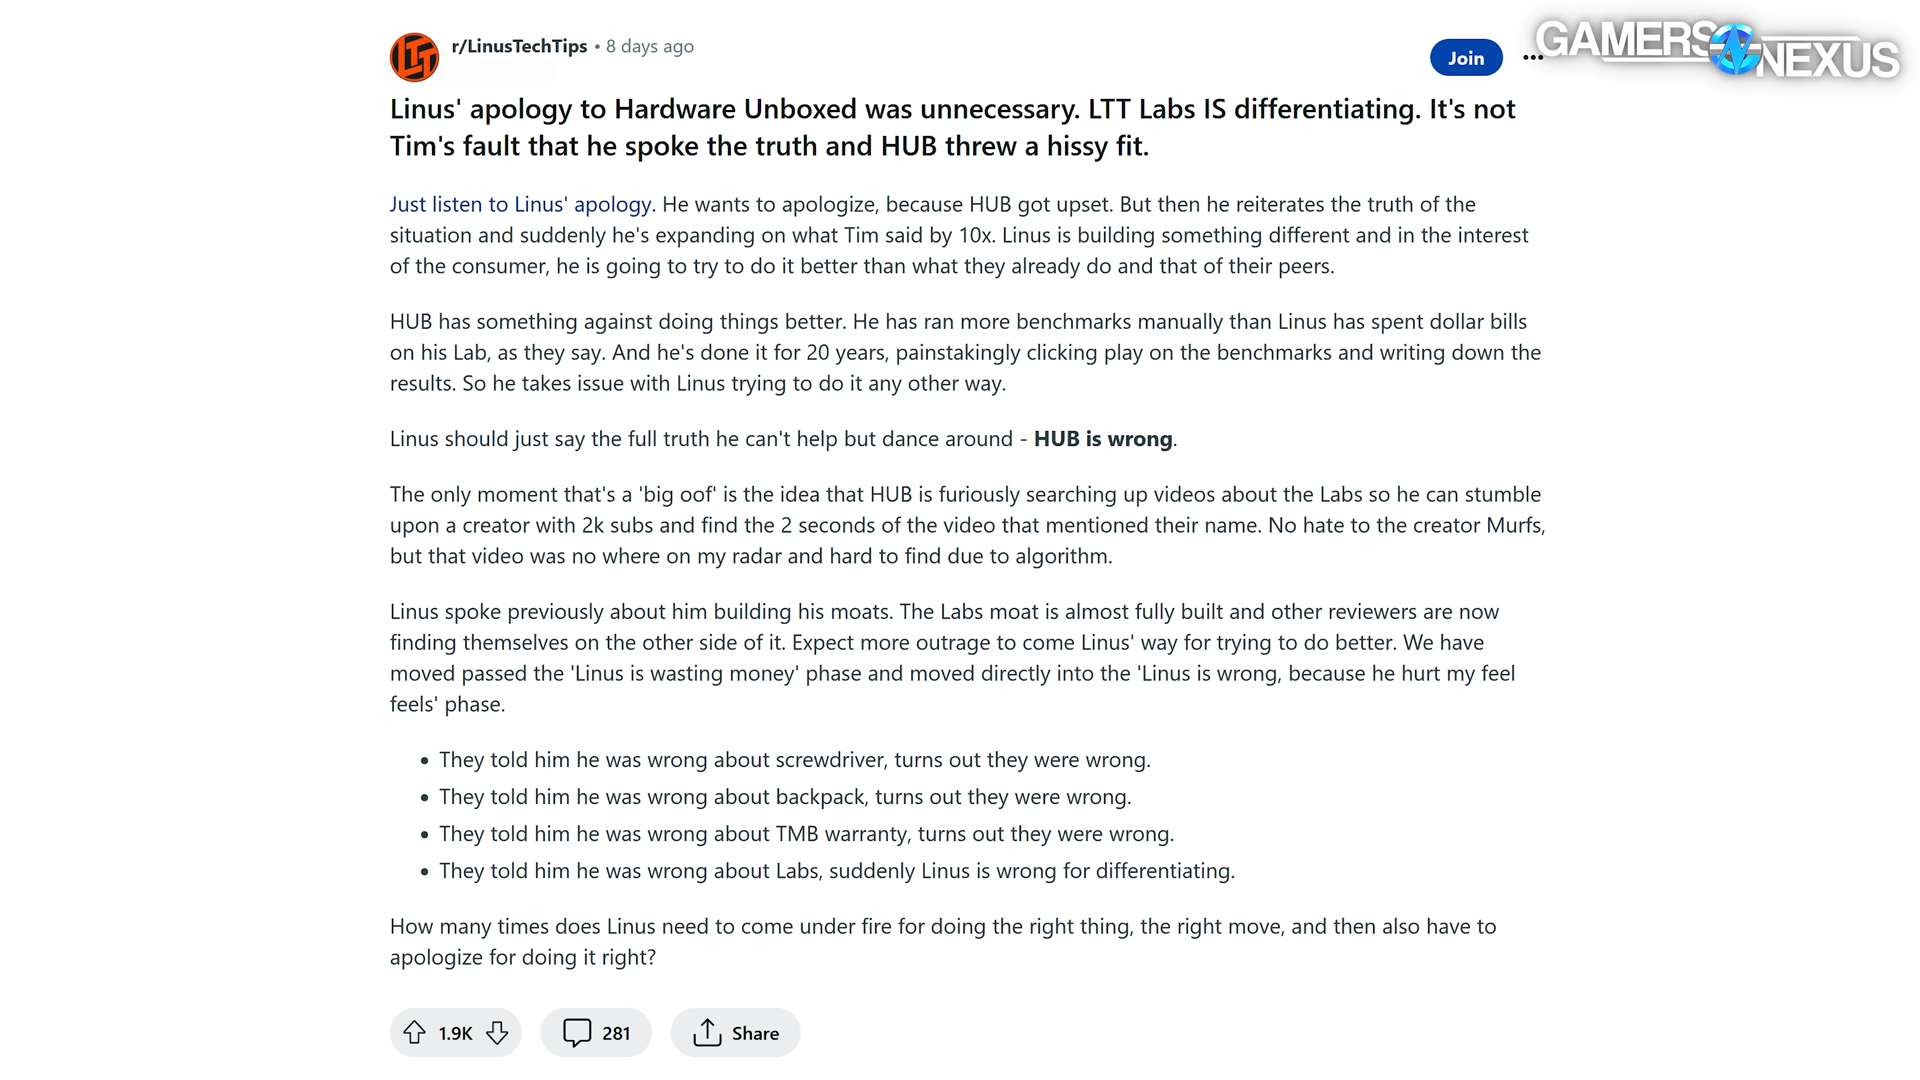 r/LinusTechTips • 8 days ago
LTT
Join
GAMERS NEXUS
Linus' apology to Hardware Unboxed was unnecessary. LTT Labs IS differentiating. It's not
Tim's fault that he spoke the truth and HUB threw a hissy fit.
Just listen to Linus' apology. He wants to apologize, because HUB got upset. But then he reiterates the truth of the
situation and suddenly he's expanding on what Tim said by 10x. Linus is building something different and in the interest
of the consumer, he is going to try to do it better than what they already do and that of their peers.
HUB has something against doing things better. He has ran more benchmarks manually than Linus has spent dollar bills
on his Lab, as they say. And he's done it for 20 years, painstakingly clicking play on the benchmarks and writing down the
results. So he takes issue with Linus trying to do it any other way.
Linus should just say the full truth he can't help but dance around - HUB is wrong.
The only moment that's a 'big oof' is the idea that HUB is furiously searching up videos about the Labs so he can stumble
upon a creator with 2k subs and find the 2 seconds of the video that mentioned their name. No hate to the creator Murfs,
but that video was no where on my radar and hard to find due to algorithm.
Linus spoke previously about him building his moats. The Labs moat is almost fully built and other reviewers are now
finding themselves on the other side of it. Expect more outrage to come Linus' way for trying to do better. We have
moved passed the 'Linus is wasting money' phase and moved directly into the 'Linus is wrong, because he hurt my feel
feels' phase.
• They told him he was wrong about screwdriver, turns out they were wrong.
• They told him he was wrong about backpack, turns out they were wrong.
• They told him he was wrong about TMB warranty, turns out they were wrong.
• They told him he was wrong about Labs, suddenly Linus is wrong for differentiating.
How many times does Linus need to come under fire for doing the right thing, the right move, and then also have to
apologize for doing it right?
1.9K
281
Share